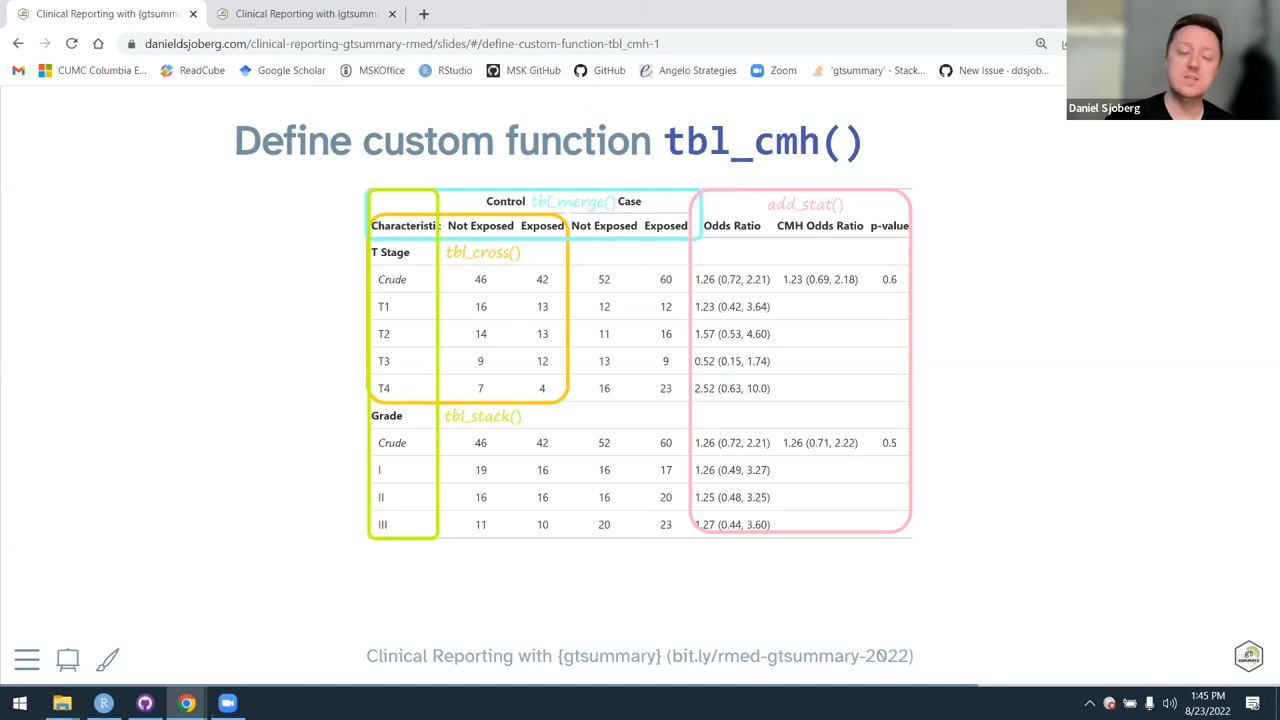 Clinical Reporting with {gtsumm
Clinical Reporting with {gtsumm
danieldsjoberg.com/clinical-reporting-gtsummary-rmed/slides/#/define-custom-function-tbl_cmh-1
CUMC Columbia E... ReadCube Google Scholar MSKOffice RStudio MSK GitHub GitHub Angelo Strategies Zoom 'gtsummary' - Stack... New Issue · ddsjob...
Daniel Sjoberg
Define custom function tbl_cmh()
Control tbl_merge() Case add_stat()
Characteristic Not Exposed Exposed Not Exposed Exposed Odds Ratio CMH Odds Ratio p-value
T Stage tbl_cross()
Crude 46 42 52 60 1.26 (0.72, 2.21) 1.23 (0.69, 2.18) 0.6
T1 16 13 12 12 1.23 (0.42, 3.64)
T2 14 13 11 16 1.57 (0.53, 4.60)
T3 9 12 13 9 0.52 (0.15, 1.74)
T4 7 4 16 23 2.52 (0.63, 10.0)
Grade tbl_stack()
Crude 46 42 52 60 1.26 (0.72, 2.21) 1.26 (0.71, 2.22) 0.5
I 19 16 16 17 1.26 (0.49, 3.27)
II 16 16 16 20 1.25 (0.48, 3.25)
III 11 10 20 23 1.27 (0.44, 3.60)
Clinical Reporting with {gtsummary} (bit.ly/rmed-gtsummary-2022)
gt
summary
1:45 PM
8/23/2022